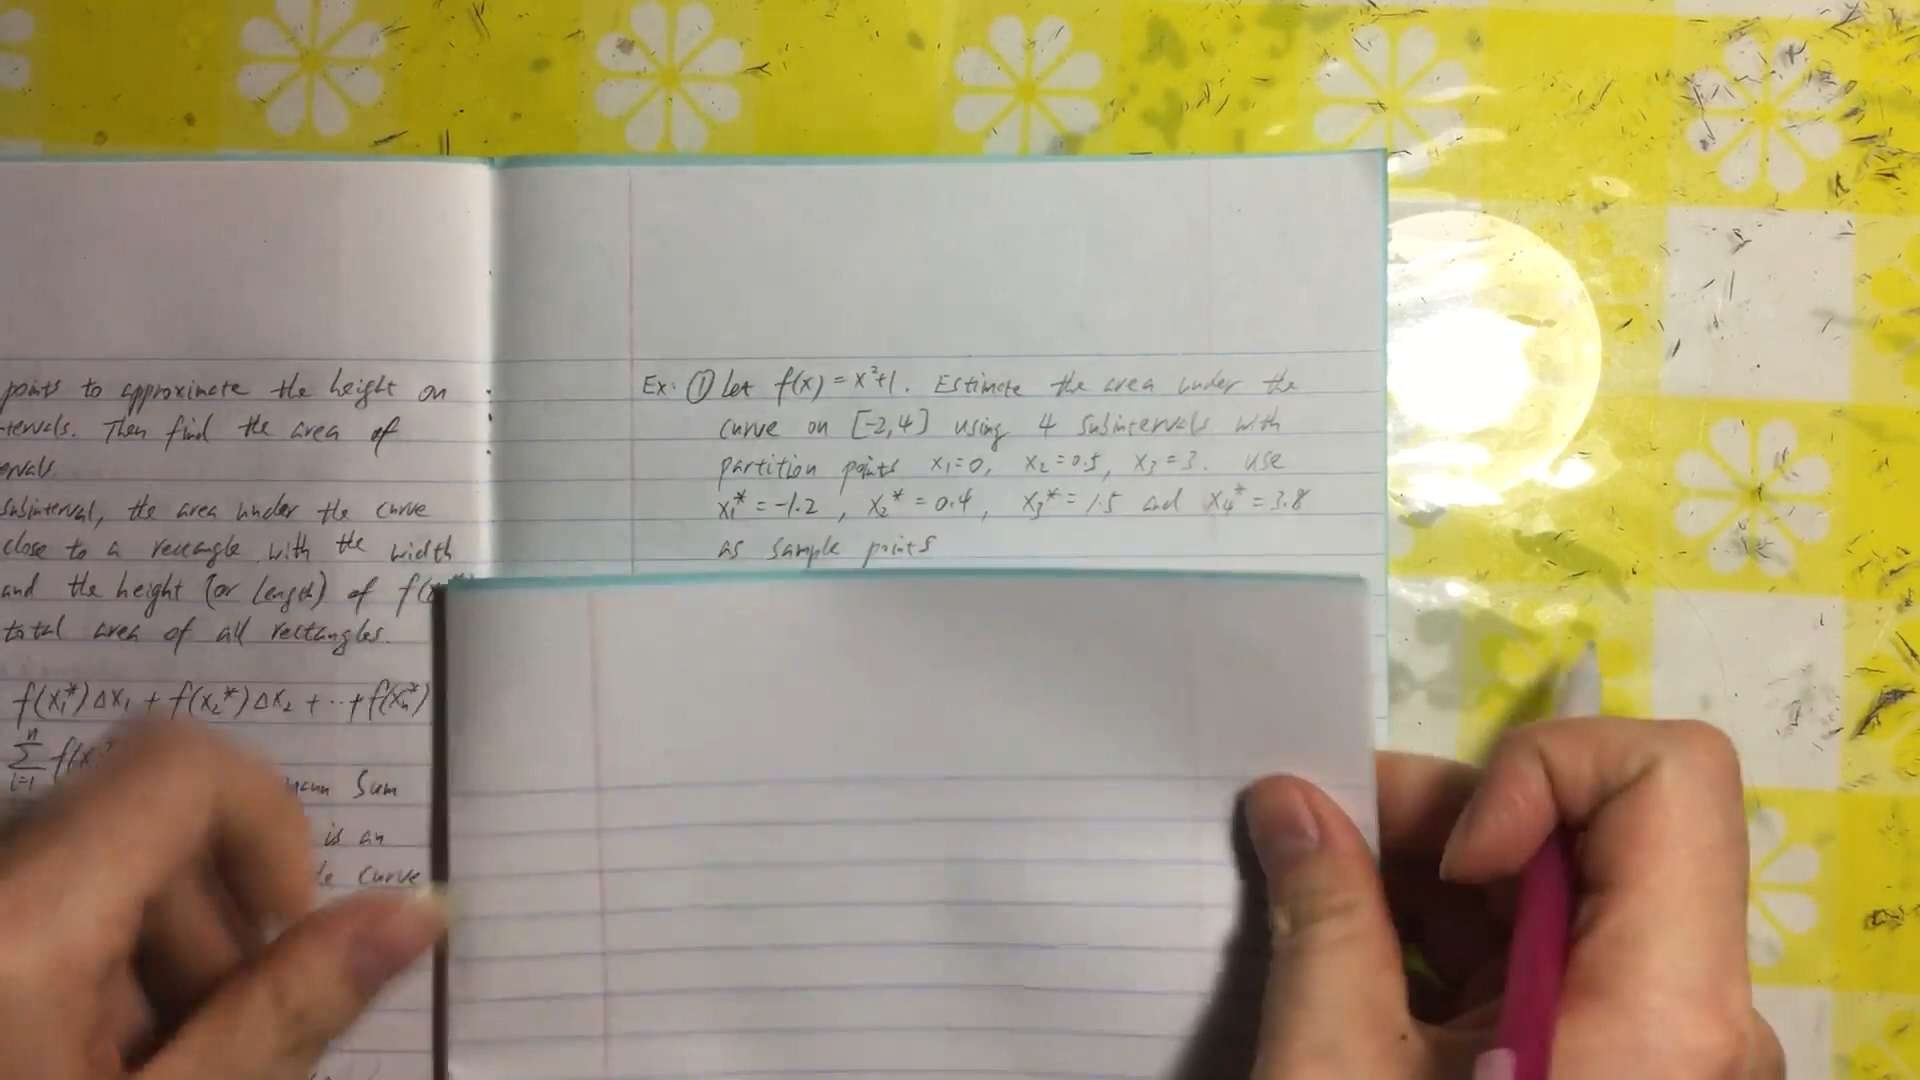 points to approximate the height on
tervals. Then find the area of
ervals.
subinterval, the area under the curve
close to a rectangle with the width
and the height (or length) of f(x
total area of all rectangles.
f(x₁*)Δx₁ + f(x₂*)Δx₂ + ... + f(xₙ*)
n
Σ f(x
i=1
mann Sum
is an
curve
Ex: ① Let f(x) = x²+1. Estimate the area under the
curve on [-2,4] using 4 subintervals with
partition points x₁=0, x₂=0.5, x₃=3. Use
x₁* = -1.2, x₂* = 0.4, x₃* = 1.5 and x₄* = 3.8
as sample points